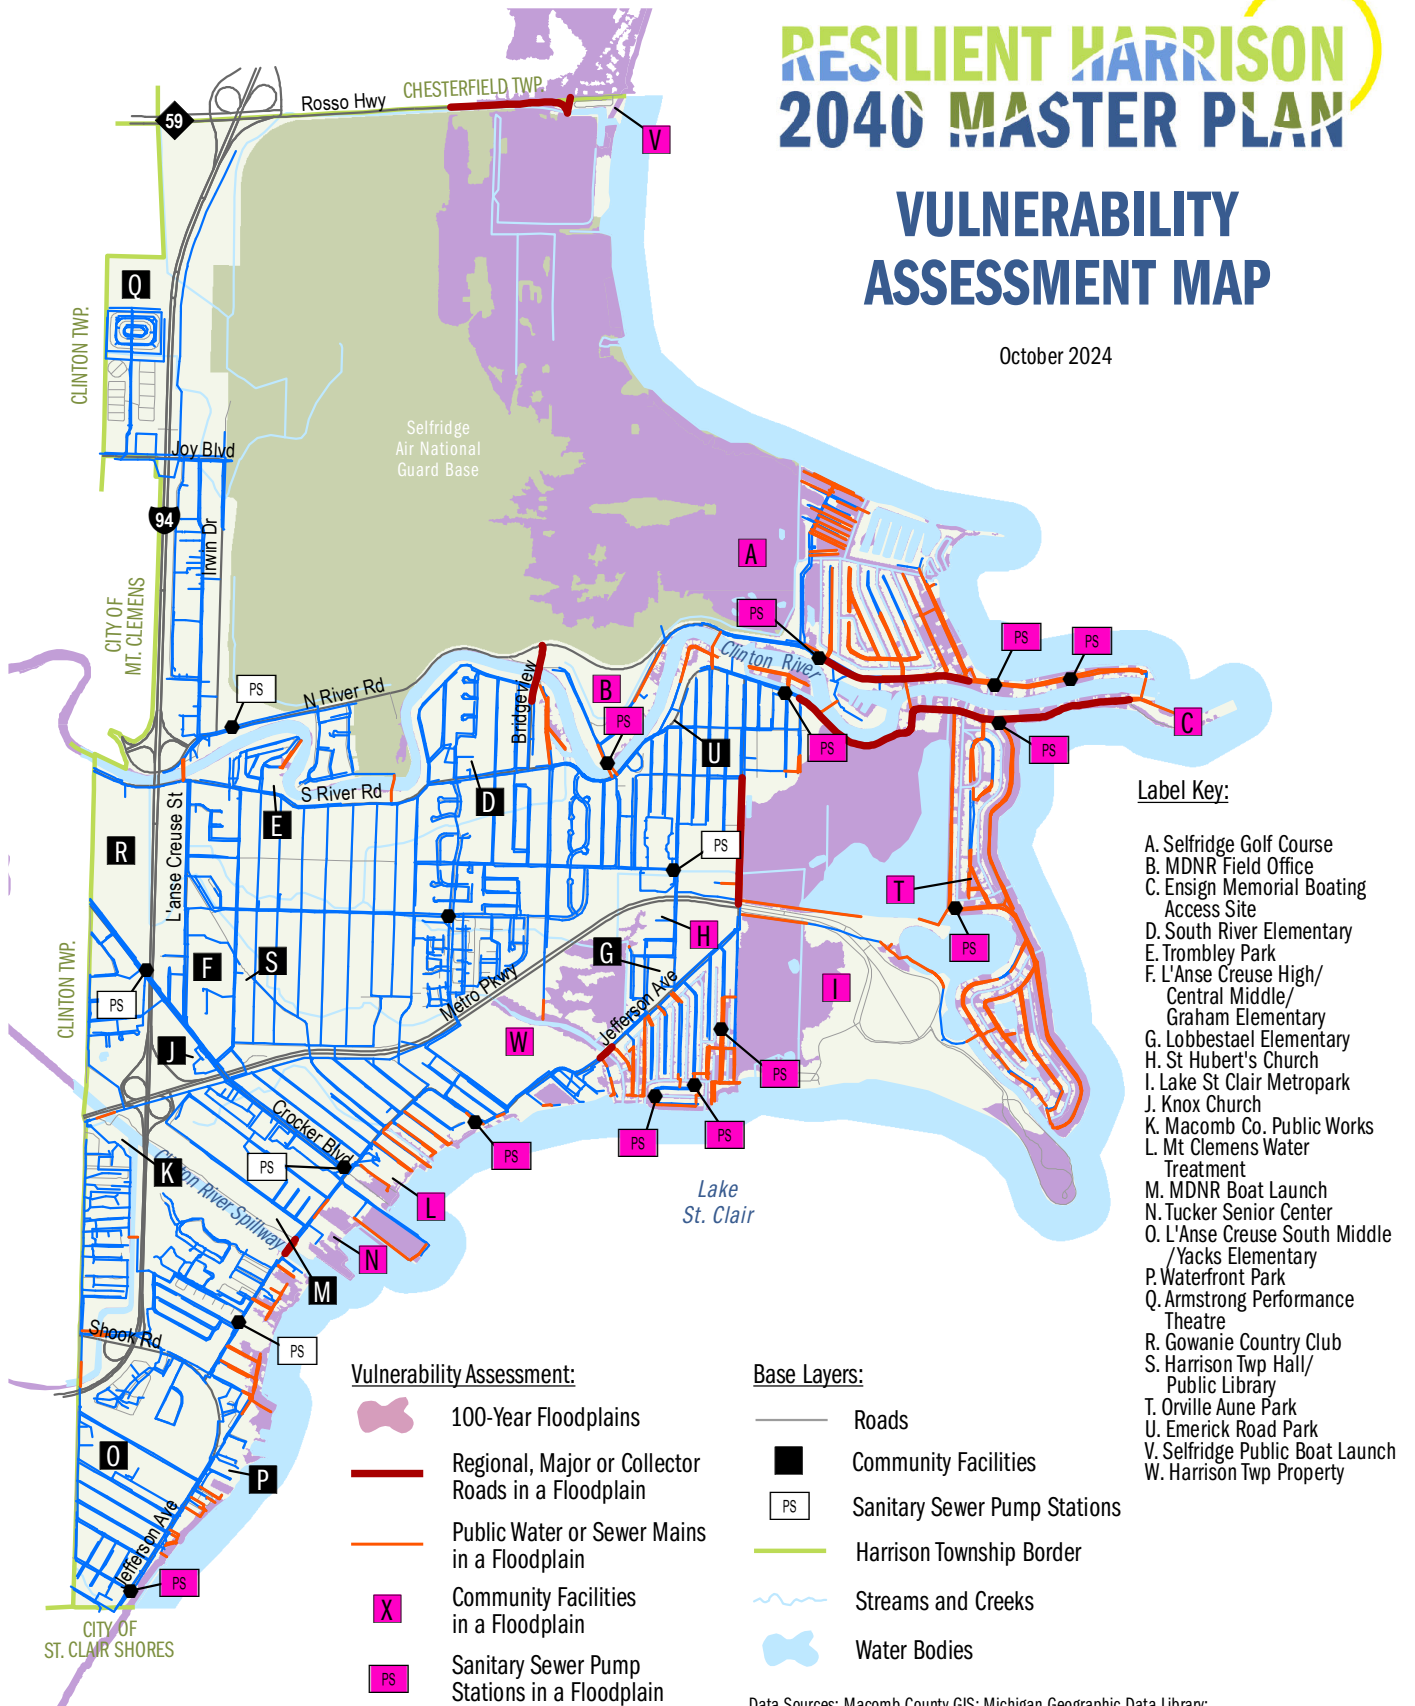 RESILIENT HARRISON
2040 MASTER PLAN
VULNERABILITY
ASSESSMENT MAP
October 2024
CHESTERFIELD TWP.
Rosso Hwy
59
V
Q
CLINTON TWP.
Joy Blvd
Selfridge
Air National
Guard Base
94
Irwin Dr
A
CITY OF
MT. CLEMENS
PS
PS
PS
Clinton River
PS
N River Rd
Bridgeview
B
PS
U
PS
C
PS
S River Rd
D
E
L'anse Creuse St
R
PS
T
PS
CLINTON TWP.
F
S
H
G
I
PS
Metro Pkwy
Jefferson Ave
W
J
PS
PS
PS
PS
Crocker Blvd
PS
K
Clinton River Spillway
L
Lake
St. Clair
N
M
Shook Rd
PS
O
P
Jefferson Ave
PS
CITY OF
ST. CLAIR SHORES
Label Key:
A. Selfridge Golf Course
B. MDNR Field Office
C. Ensign Memorial Boating
Access Site
D. South River Elementary
E. Trombley Park
F. L'Anse Creuse High/
Central Middle/
Graham Elementary
G. Lobbestael Elementary
H. St Hubert's Church
I. Lake St Clair Metropark
J. Knox Church
K. Macomb Co. Public Works
L. Mt Clemens Water
Treatment
M. MDNR Boat Launch
N. Tucker Senior Center
O. L'Anse Creuse South Middle
/Yacks Elementary
P. Waterfront Park
Q. Armstrong Performance
Theatre
R. Gowanie Country Club
S. Harrison Twp Hall/
Public Library
T. Orville Aune Park
U. Emerick Road Park
V. Selfridge Public Boat Launch
W. Harrison Twp Property
Vulnerability Assessment:
100-Year Floodplains
Regional, Major or Collector
Roads in a Floodplain
Public Water or Sewer Mains
in a Floodplain
X
Community Facilities
in a Floodplain
PS
Sanitary Sewer Pump
Stations in a Floodplain
Base Layers:
Roads
Community Facilities
PS
Sanitary Sewer Pump Stations
Harrison Township Border
Streams and Creeks
Water Bodies
Data Sources: Macomb County GIS; Michigan Geographic Data Library;